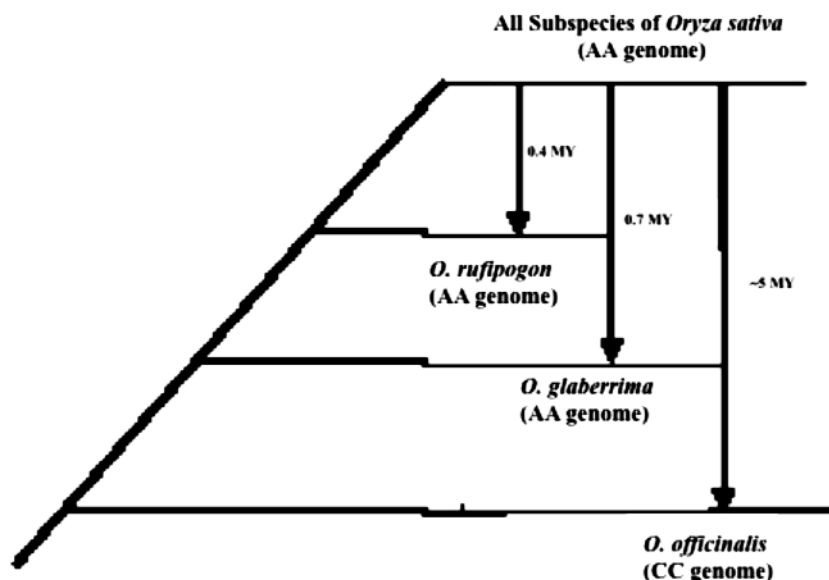 All Subspecies of Oryza sativa
(AA genome)
0.4 MY
0.7 MY
~5 MY
O. rufipogon
(AA genome)
O. glaberrima
(AA genome)
O. officinalis
(CC genome)